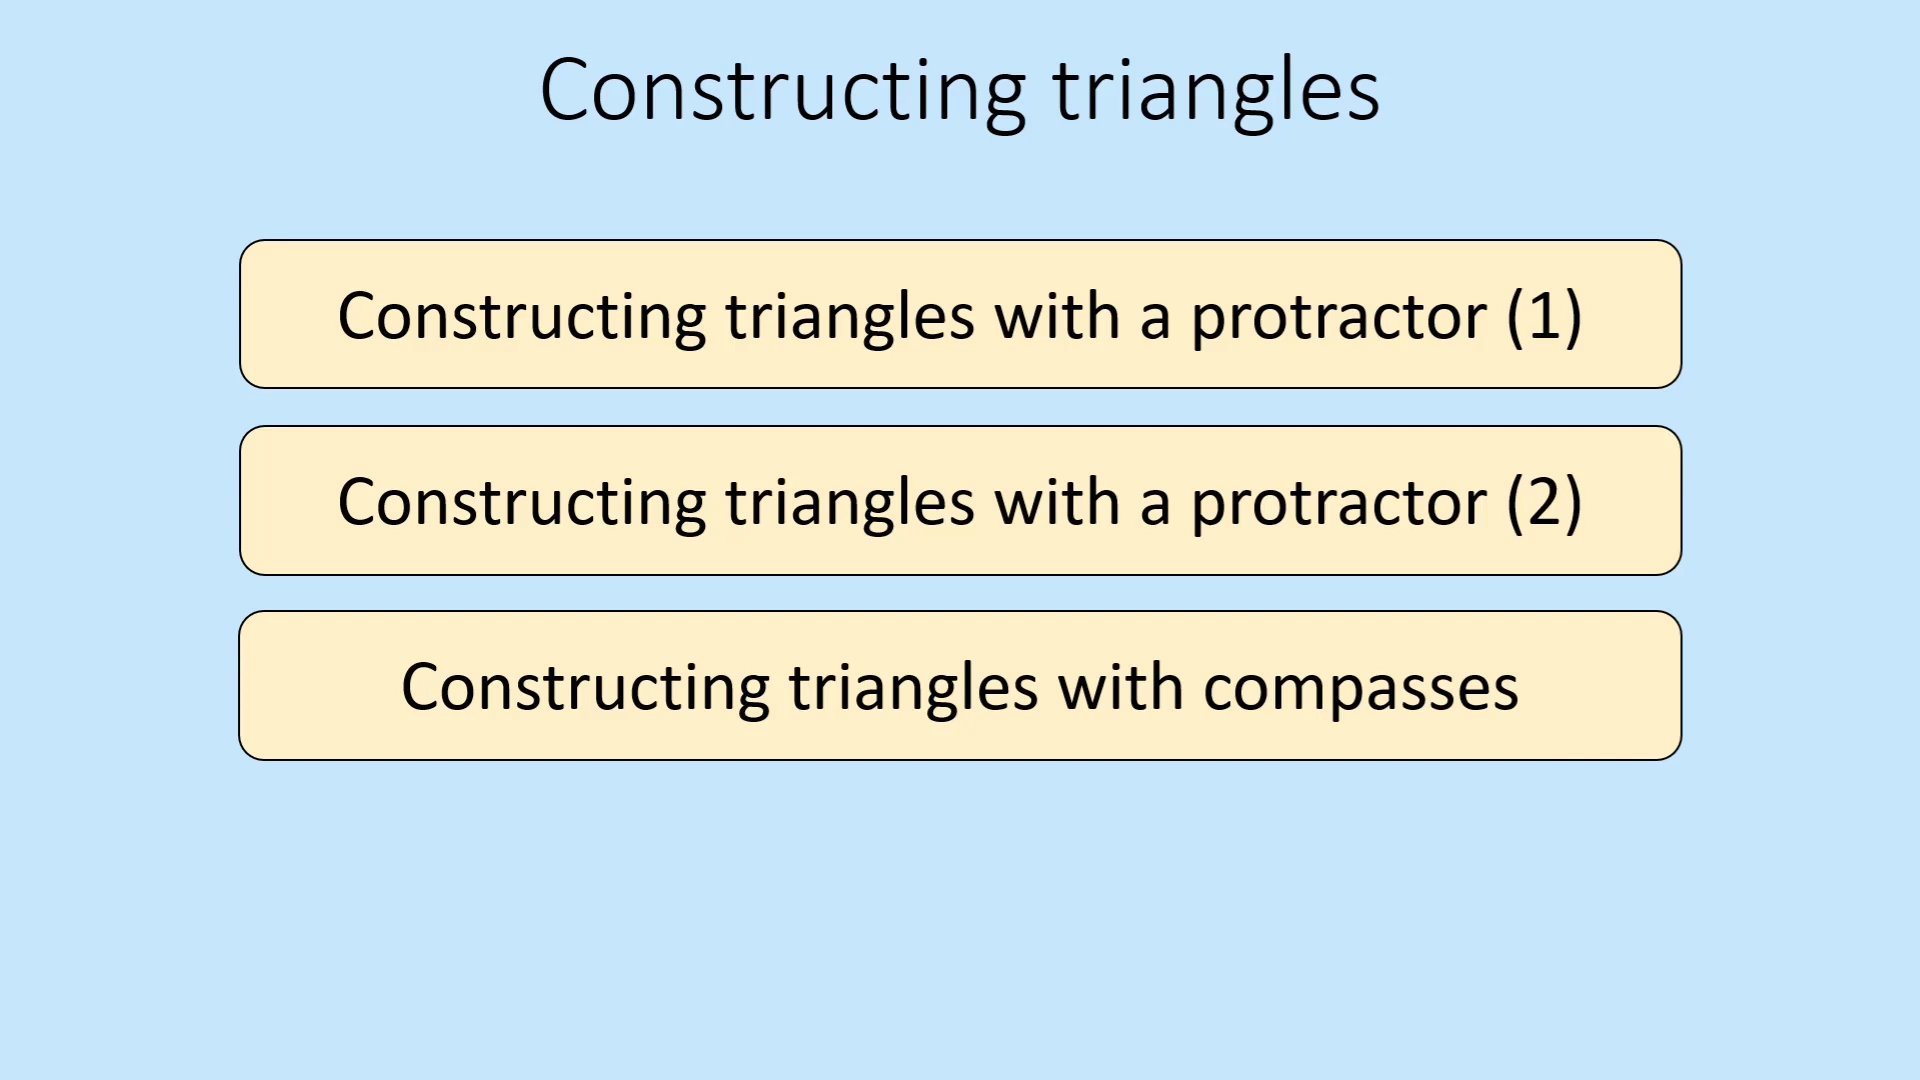 Constructing triangles
Constructing triangles with a protractor (1)
Constructing triangles with a protractor (2)
Constructing triangles with compasses